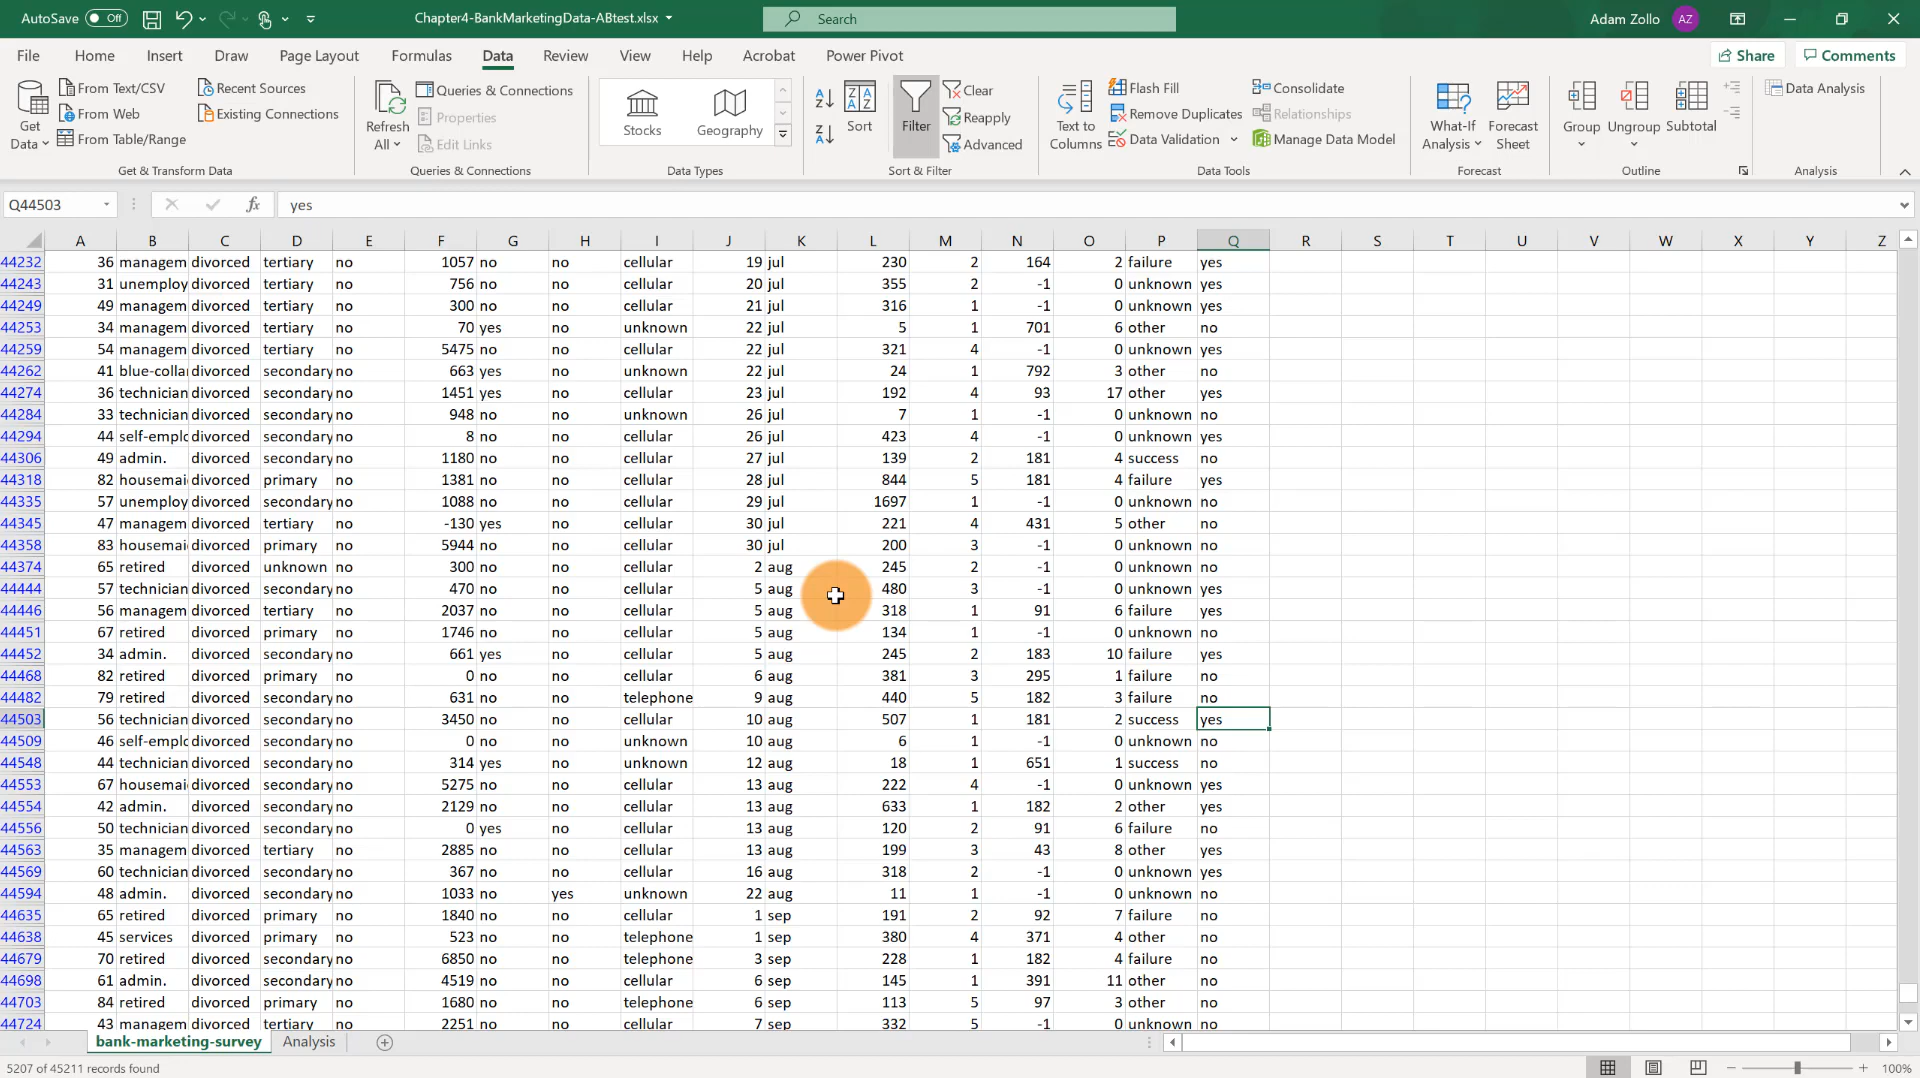 AutoSave Off Chapter4-BankMarketingData-ABtest.xlsx Search Adam Zollo AZ
File Home Insert Draw Page Layout Formulas Data Review View Help Acrobat Power Pivot Share Comments
Get Data From Text/CSV From Web From Table/Range Recent Sources Existing Connections
Refresh All Queries & Connections Properties Edit Links
Stocks Geography
Sort Filter Clear Reapply Advanced
Text to Columns Flash Fill Remove Duplicates Data Validation Consolidate Relationships Manage Data Model
What-If Analysis Forecast Sheet
Group Ungroup Subtotal Data Analysis
Get & Transform Data Queries & Connections Data Types Sort & Filter Data Tools Forecast Outline Analysis
Q44503 fx yes
A B C D E F G H I J K L M N O P Q R S T U V W X Y Z
44232 36 managem divorced tertiary no 1057 no no cellular 19 jul 230 2 164 2 failure yes
44243 31 unemploy divorced tertiary no 756 no no cellular 20 jul 355 2 -1 0 unknown yes
44249 49 managem divorced tertiary no 300 no no cellular 21 jul 316 1 -1 0 unknown yes
44253 34 managem divorced tertiary no 70 yes no unknown 22 jul 5 1 701 6 other no
44259 54 managem divorced tertiary no 5475 no no cellular 22 jul 321 4 -1 0 unknown yes
44262 41 blue-colla divorced secondary no 663 yes no unknown 22 jul 24 1 792 3 other no
44274 36 technician divorced secondary no 1451 yes no cellular 23 jul 192 4 93 17 other yes
44284 33 technician divorced secondary no 948 no no unknown 26 jul 7 1 -1 0 unknown no
44294 44 self-emplo divorced secondary no 8 no no cellular 26 jul 423 4 -1 0 unknown yes
44306 49 admin. divorced secondary no 1180 no no cellular 27 jul 139 2 181 4 success no
44318 82 housemaid divorced primary no 1381 no no cellular 28 jul 844 5 181 4 failure yes
44335 57 unemploy divorced secondary no 1088 no no cellular 29 jul 1697 1 -1 0 unknown no
44345 47 managem divorced tertiary no -130 yes no cellular 30 jul 221 4 431 5 other no
44358 83 housemaid divorced primary no 5944 no no cellular 30 jul 200 3 -1 0 unknown no
44374 65 retired divorced unknown no 300 no no cellular 2 aug 245 2 -1 0 unknown no
44444 57 technician divorced secondary no 470 no no cellular 5 aug 480 3 -1 0 unknown yes
44446 56 managem divorced tertiary no 2037 no no cellular 5 aug 318 1 91 6 failure yes
44451 67 retired divorced primary no 1746 no no cellular 5 aug 134 1 -1 0 unknown no
44452 34 admin. divorced secondary no 661 yes no cellular 5 aug 245 2 183 10 failure yes
44468 82 retired divorced primary no 0 no no cellular 6 aug 381 3 295 1 failure no
44482 79 retired divorced secondary no 631 no no telephone 9 aug 440 5 182 3 failure no
44503 56 technician divorced secondary no 3450 no no cellular 10 aug 507 1 181 2 success yes
44509 46 self-emplo divorced secondary no 0 no no unknown 10 aug 6 1 -1 0 unknown no
44548 44 technician divorced secondary no 314 yes no unknown 12 aug 18 1 651 1 success no
44553 67 housemaid divorced secondary no 5275 no no cellular 13 aug 222 4 -1 0 unknown yes
44554 42 admin. divorced secondary no 2129 no no cellular 13 aug 633 1 182 2 other yes
44556 50 technician divorced secondary no 0 yes no cellular 13 aug 120 2 91 6 failure no
44563 35 managem divorced tertiary no 2885 no no cellular 13 aug 199 3 43 8 other yes
44569 60 technician divorced secondary no 367 no no cellular 16 aug 318 2 -1 0 unknown yes
44594 48 admin. divorced secondary no 1033 no yes unknown 22 aug 11 1 -1 0 unknown no
44635 65 retired divorced primary no 1840 no no cellular 1 sep 191 2 92 7 failure no
44638 45 services divorced primary no 523 no no telephone 1 sep 380 4 371 4 other no
44679 70 retired divorced secondary no 6850 no no telephone 3 sep 228 1 182 4 failure no
44698 61 admin. divorced secondary no 4519 no no cellular 6 sep 145 1 391 11 other no
44703 84 retired divorced primary no 1680 no no telephone 6 sep 113 5 97 3 other no
44724 43 managem divorced tertiary no 2251 no no cellular 7 sep 332 5 -1 0 unknown no
bank-marketing-survey Analysis
5207 of 45211 records found 100%